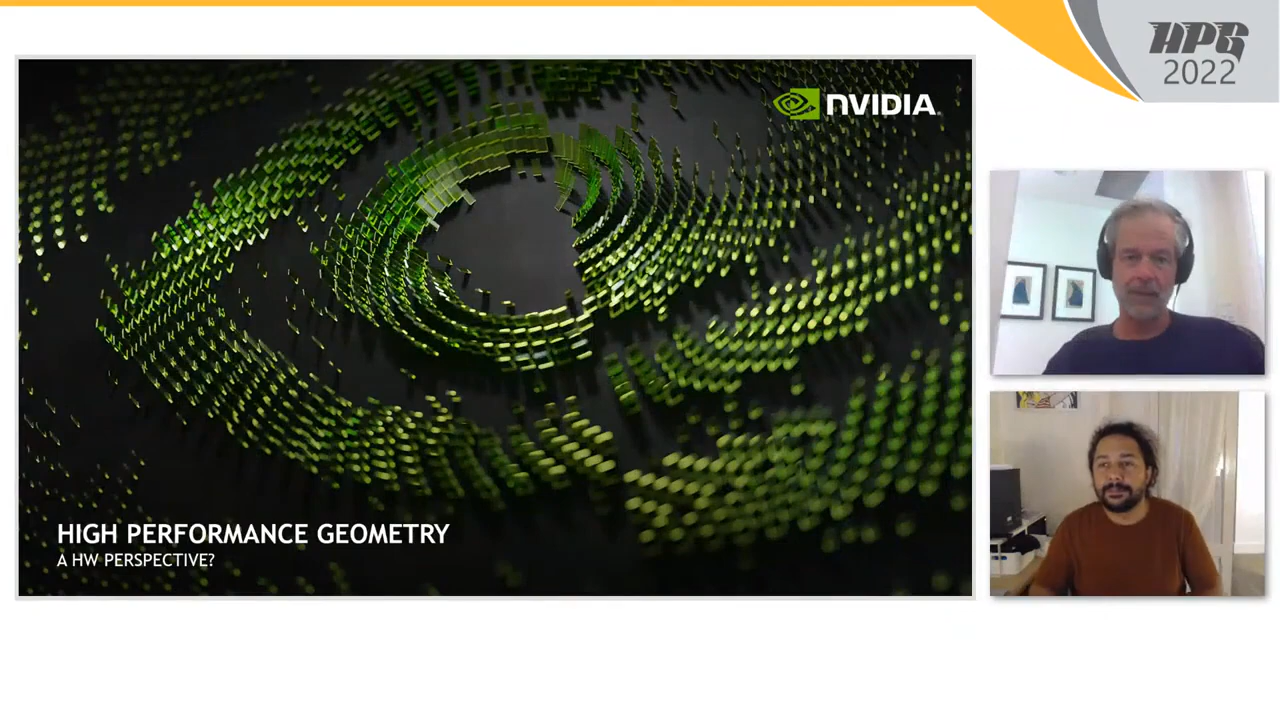 HPG
2022
NVIDIA
HIGH PERFORMANCE GEOMETRY
A HW PERSPECTIVE?